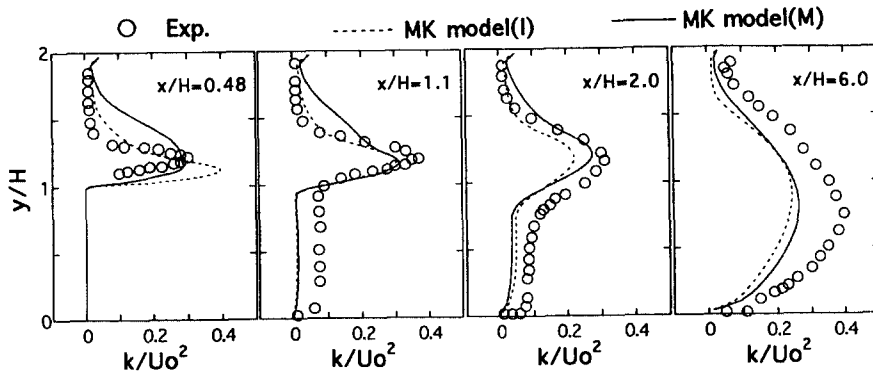 Exp. MK model(I) MK model(M)
x/H=0.48 x/H=1.1 x/H=2.0 x/H=6.0
2
1
0
y/H
0 0.2 0.4 0 0.2 0.4 0 0.2 0.4 0 0.2 0.4
k/Uo² k/Uo² k/Uo² k/Uo²